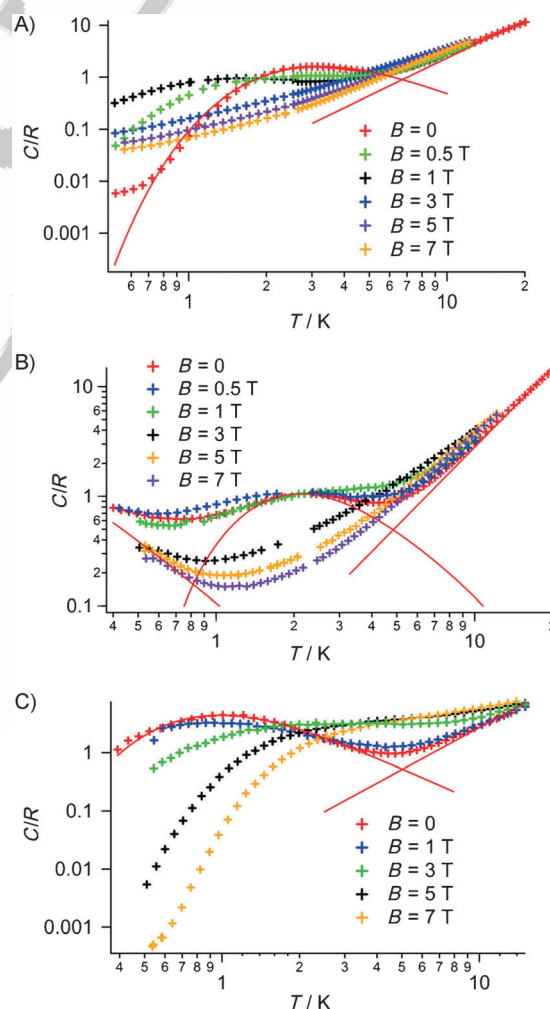 A)
10
1
0.1
0.01
0.001
C/R
B = 0
B = 0.5 T
B = 1 T
B = 3 T
B = 5 T
B = 7 T
6 7 8 9 1 2 3 4 5 6 7 8 9 10 2
T / K
B)
10
6
4
2
1
6
4
2
0.1
C/R
B = 0
B = 0.5 T
B = 1 T
B = 3 T
B = 5 T
B = 7 T
4 5 6 7 8 9 1 2 3 4 5 6 7 8 9 10 2
T / K
C)
1
0.1
0.01
0.001
C/R
B = 0
B = 1 T
B = 3 T
B = 5 T
B = 7 T
4 5 6 7 8 9 1 2 3 4 5 6 7 8 9 10
T / K